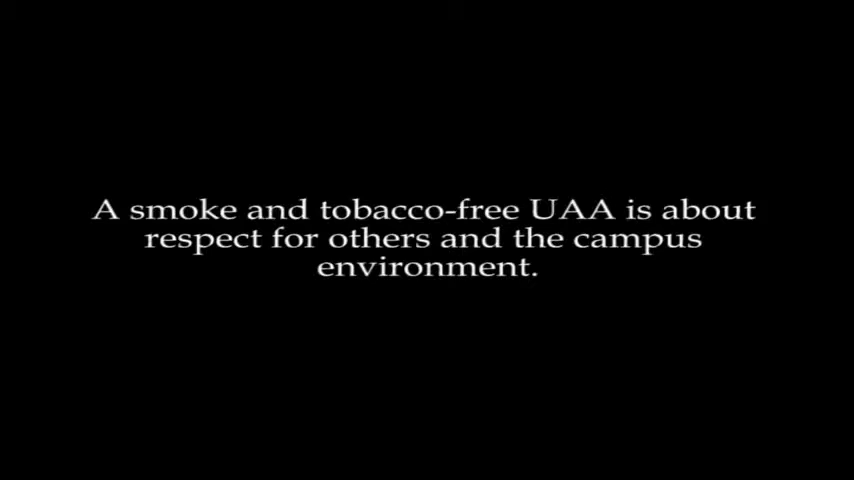 A smoke and tobacco-free UAA is about
respect for others and the campus
environment.